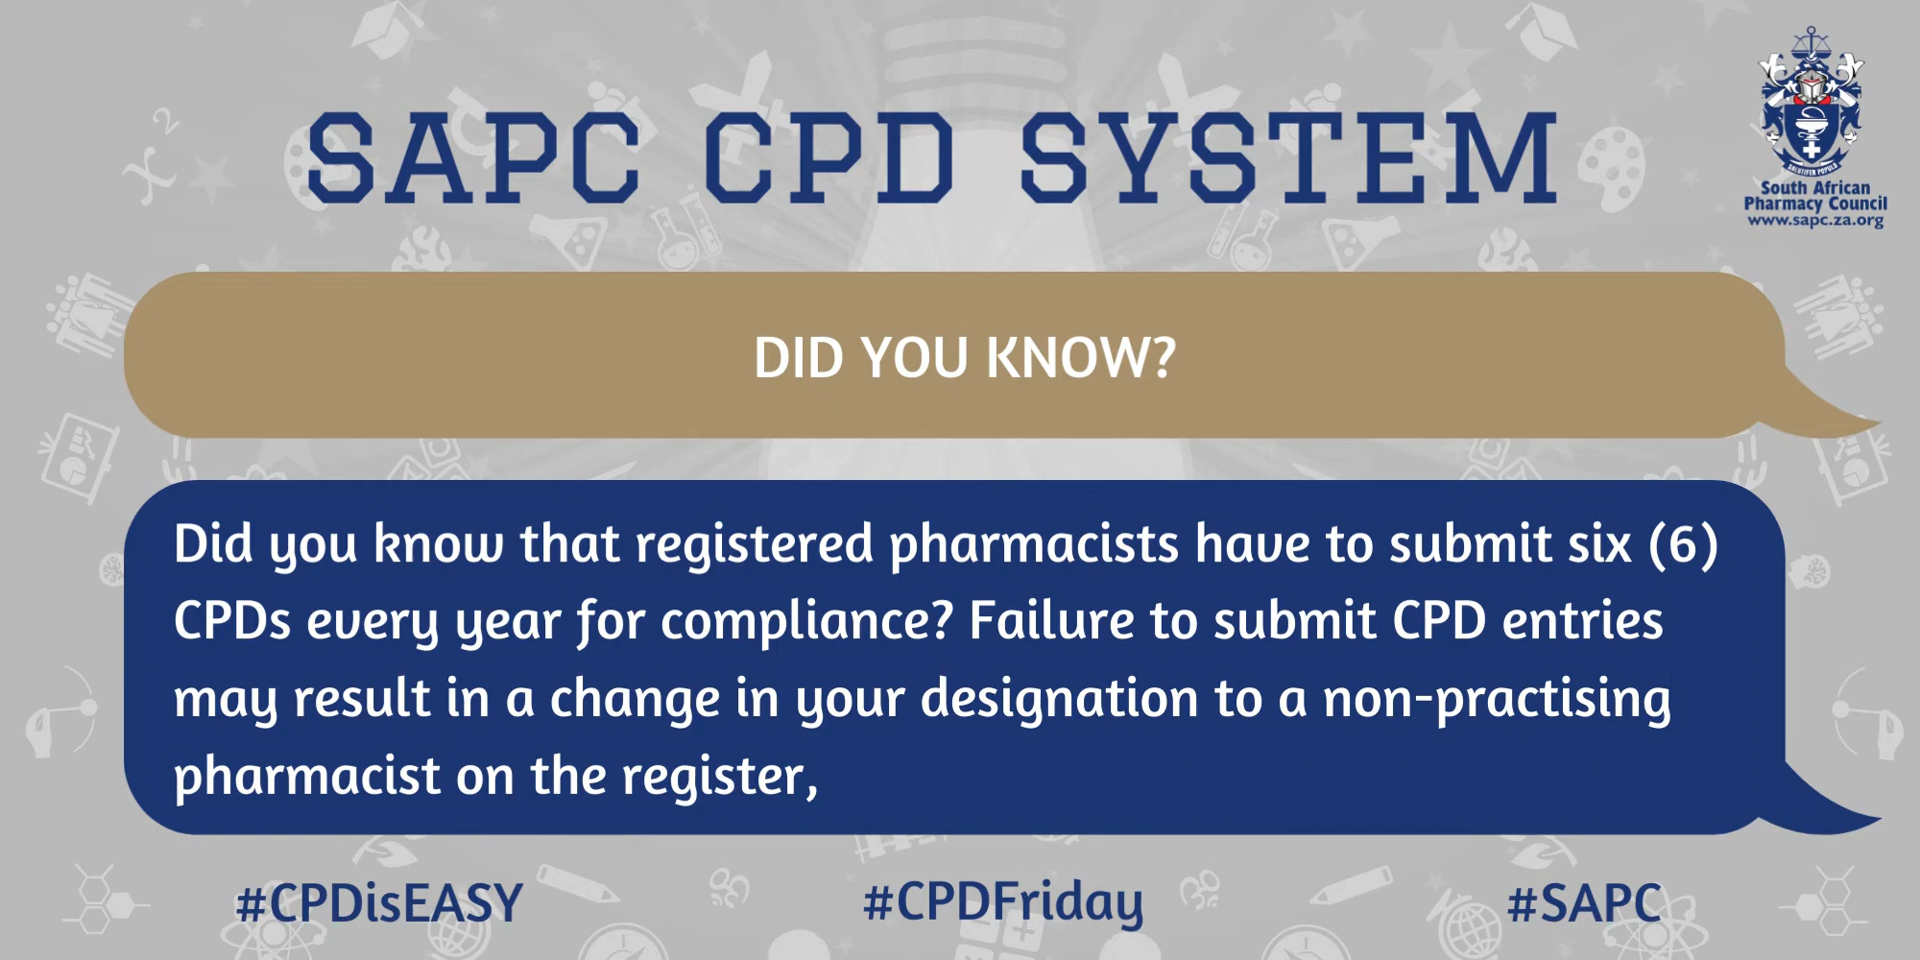 SAPC CPD SYSTEM
SALUTIFER POPULO
South African
Pharmacy Council
www.sapc.za.org
DID YOU KNOW?
Did you know that registered pharmacists have to submit six (6)
CPDs every year for compliance? Failure to submit CPD entries
may result in a change in your designation to a non-practising
pharmacist on the register,
#CPDisEASY
#CPDFriday
#SAPC